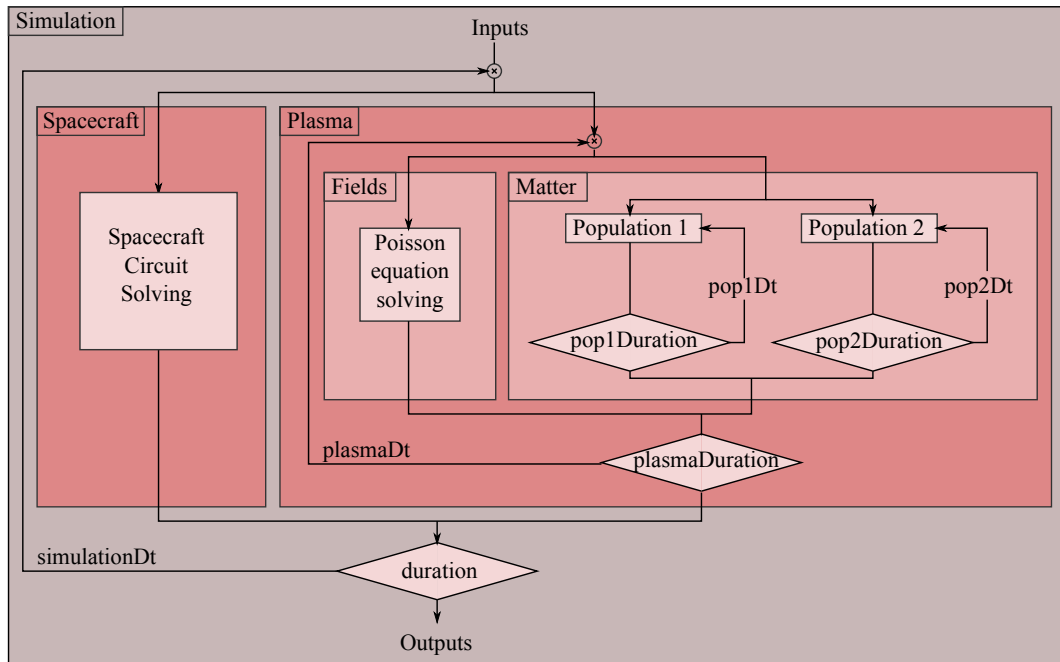 Simulation
Inputs
Spacecraft
Plasma
Fields
Matter
Spacecraft
Circuit
Solving
Poisson
equation
solving
Population 1
Population 2
pop1Dt
pop2Dt
pop1Duration
pop2Duration
plasmaDt
plasmaDuration
simulationDt
duration
Outputs